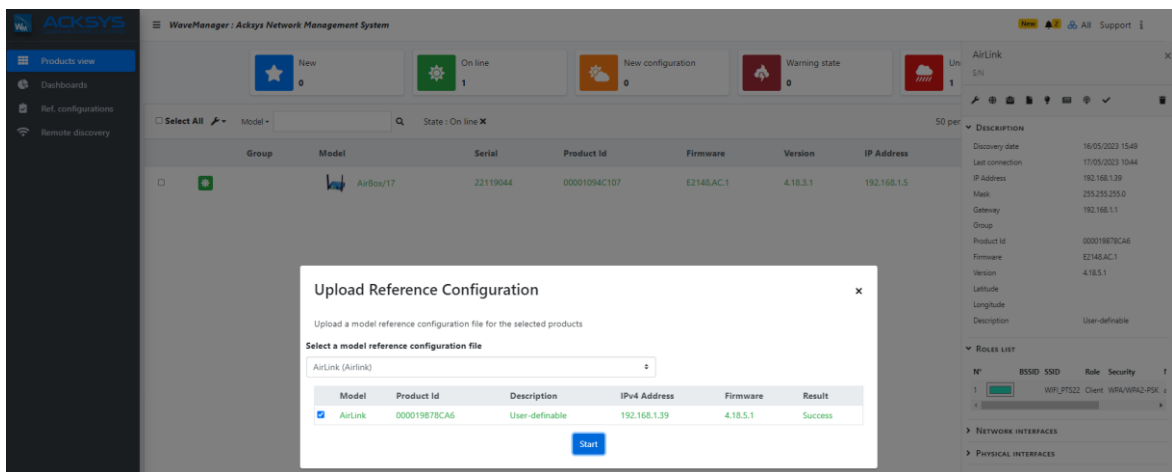 WM ACKSYS
WaveManager : Acksys Network Management System
New 2 All Support
Products view
Dashboards
Ref. configurations
Remote discovery
New
0
On line
1
New configuration
0
Warning state
0
Un
1
Select All Model
State : On line ✖
50 per
Group Model Serial Product Id Firmware Version IP Address
AirBox/17 22119044 00001094C107 E2148.AC.1 4.18.3.1 192.168.1.5
Upload Reference Configuration ×
Upload a model reference configuration file for the selected products
Select a model reference configuration file
AirLink (Airlink)
Model Product Id Description IPv4 Address Firmware Result
AirLink 000019B78CA6 User-definable 192.168.1.39 4.18.5.1 Success
Start
AirLink ×
S/N
DESCRIPTION
Discovery date 16/05/2023 15:49
Last connection 17/05/2023 10:44
IP Address 192.168.1.39
Mask 255.255.255.0
Gateway 192.168.1.1
Group
Product Id 000019B78CA6
Firmware E2148.AC.1
Version 4.18.5.1
Latitude
Longitude
Description User-definable
ROLES LIST
N° BSSID SSID Role Security
1 WIFI_PTS22 Client WPA/WPA2-PSK
NETWORK INTERFACES
PHYSICAL INTERFACES